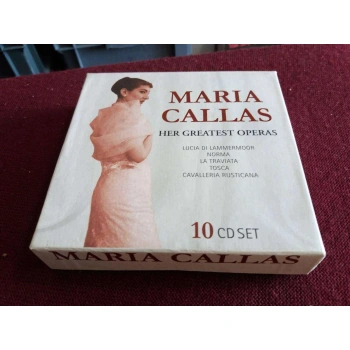 MARIA
CALLAS
HER GREATEST OPERAS
LUCIA DI LAMMERMOOR
NORMA
LA TRAVIATA
TOSCA
CAVALLERIA RUSTICANA
10 CD SET
MARIA CALLAS